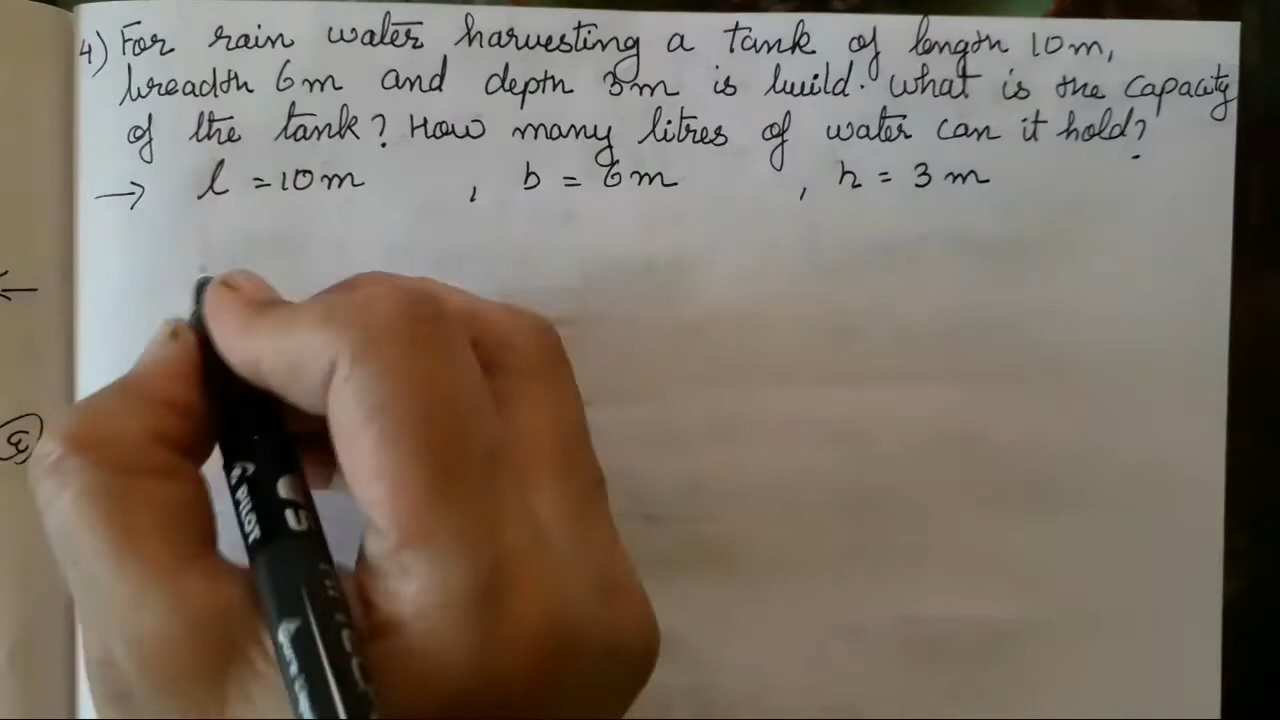 4) For rain water harvesting a tank of length 10m,
breadth 6m and depth 3m is build. What is the capacity
of the tank? How many litres of water can it hold?
→ l = 10m , b = 6m , h = 3 m
PILOT